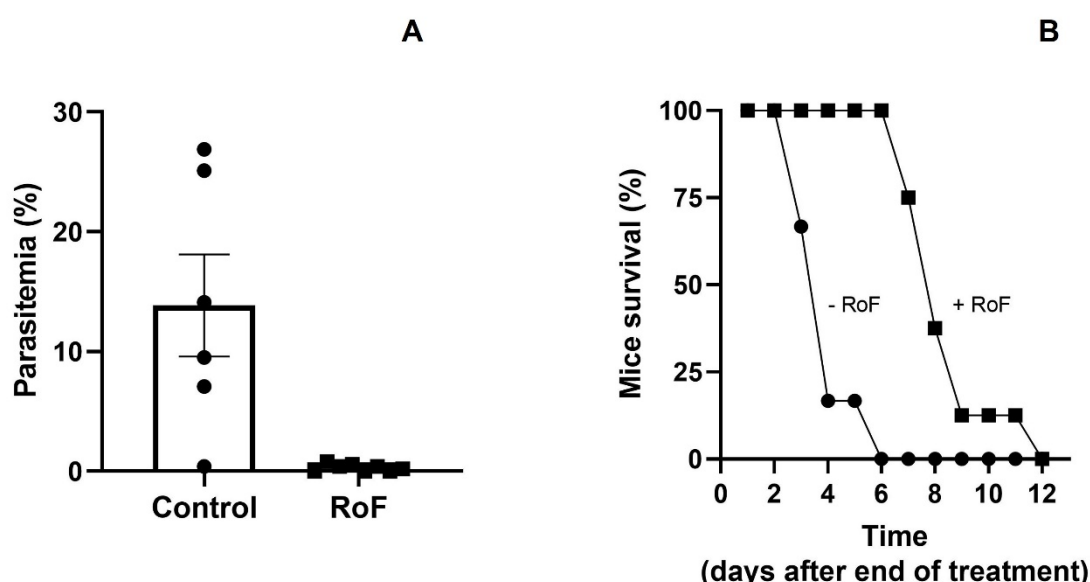 A
30
20
10
0
Parasitemia (%)
Control RoF
B
100
75
50
25
0
Mice survival (%)
- RoF + RoF
0 2 4 6 8 10 12
Time
(days after end of treatment)